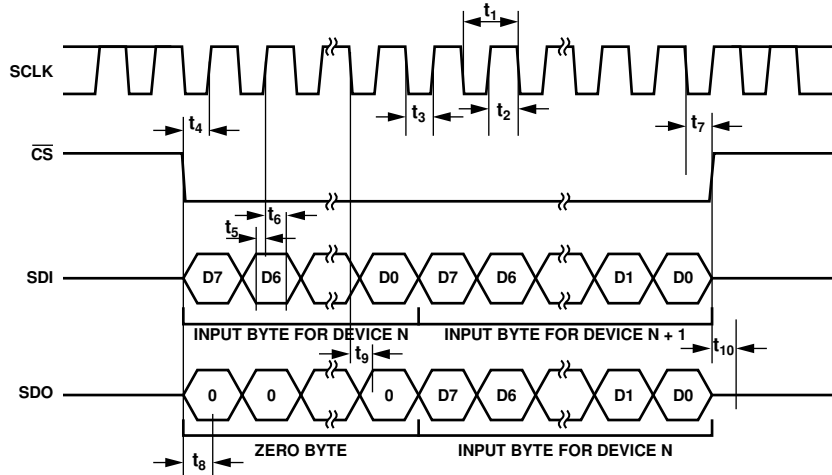 t1
SCLK
t4
t3
t2
t7
CS
t6
t5
SDI
D7
D6
D0
D7
D6
D1
D0
INPUT BYTE FOR DEVICE N
INPUT BYTE FOR DEVICE N + 1
t9
t10
SDO
0
0
0
D7
D6
D1
D0
ZERO BYTE
INPUT BYTE FOR DEVICE N
t8